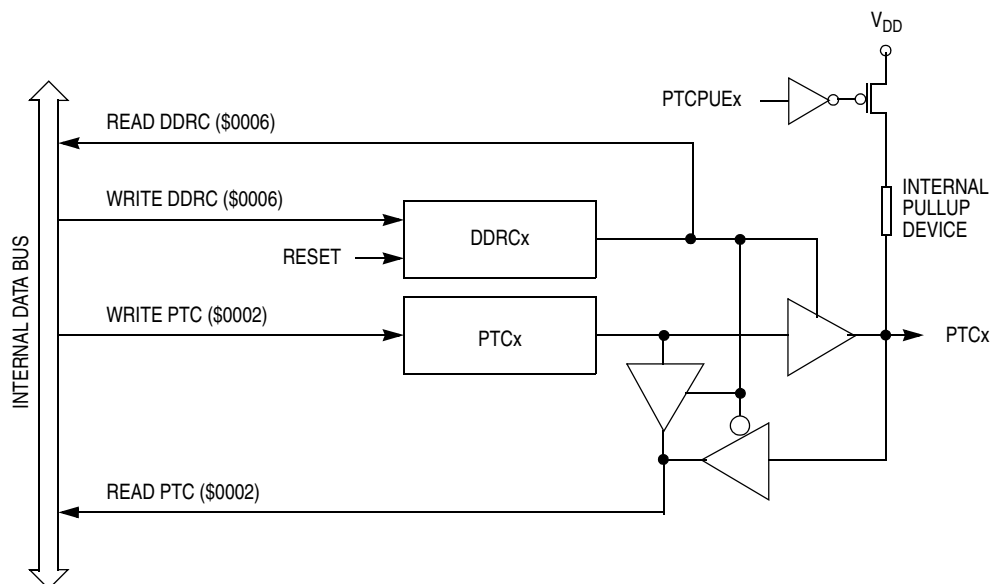 VDD
PTCPUEx
READ DDRC ($0006)
WRITE DDRC ($0006)
INTERNAL
PULLUP
DEVICE
DDRCx
RESET
WRITE PTC ($0002)
PTCx
PTCx
INTERNAL DATA BUS
READ PTC ($0002)